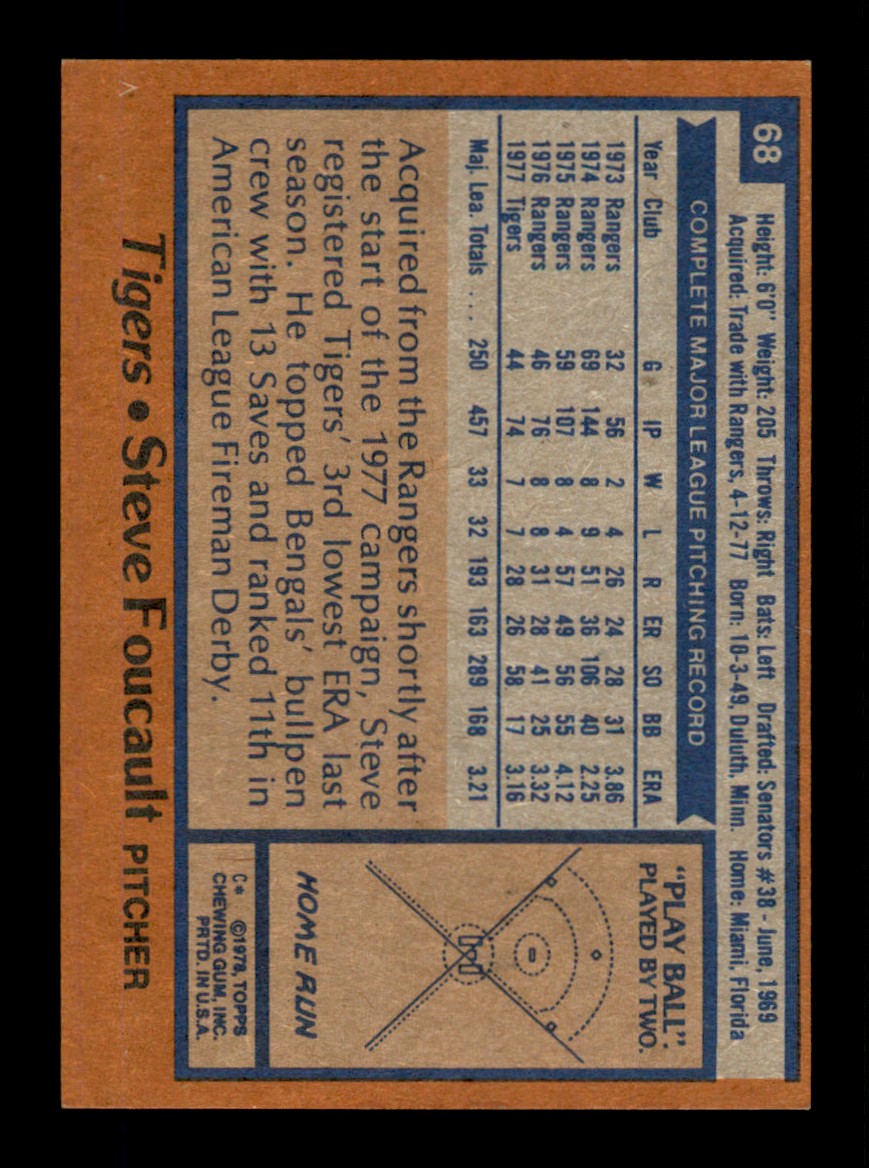 68
Height: 6'0" Weight: 205 Throws: Right Bats: Left Drafted: Senators #38 - June, 1969
Acquired: Trade with Rangers, 4-12-77 Born: 10-3-49, Duluth, Minn. Home: Miami, Florida
COMPLETE MAJOR LEAGUE PITCHING RECORD
Year Club G IP W L R ER SO BB ERA
1973 Rangers 32 56 2 4 26 24 28 31 3.86
1974 Rangers 69 144 8 9 51 36 106 40 2.25
1975 Rangers 59 107 8 4 57 49 56 55 4.12
1976 Rangers 46 76 8 8 31 28 41 25 3.32
1977 Tigers 44 74 7 7 28 26 58 17 3.16
Maj. Lea. Totals .... 250 457 33 32 193 163 289 168 3.21
Acquired from the Rangers shortly after
the start of the 1977 campaign, Steve
registered Tigers' 3rd lowest ERA last
season. He topped Bengals' bullpen
crew with 13 Saves and ranked 11th in
American League Fireman Derby.
"PLAY BALL":
PLAYED BY TWO.
HOME RUN
C* ©1978, TOPPS
CHEWING GUM, INC.
PRTD. IN U.S.A.
Tigers • Steve Foucault PITCHER